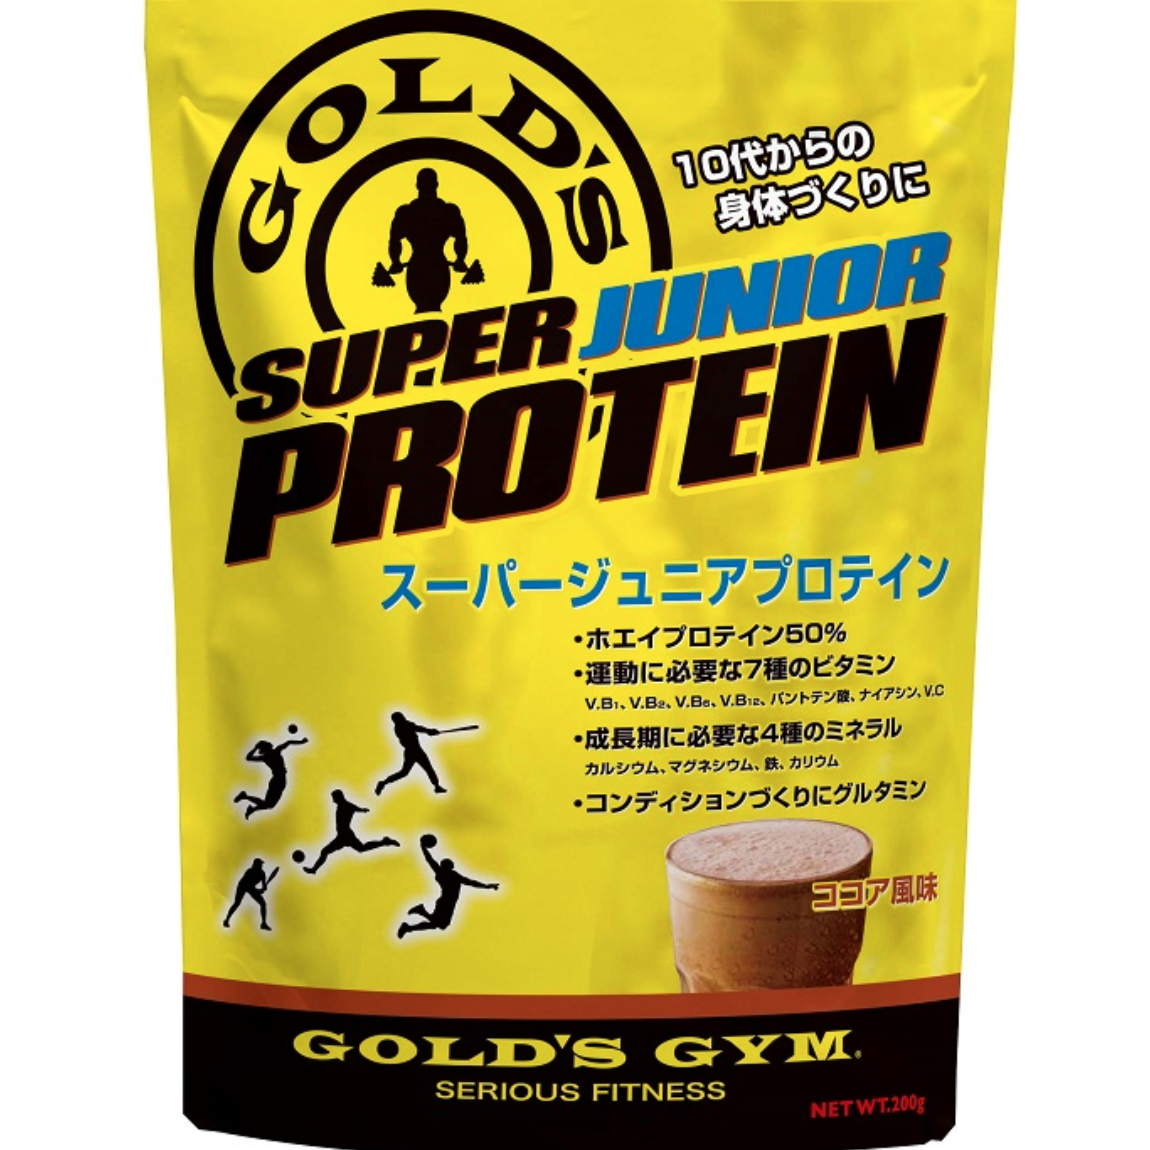 GOLD'S
10代からの
身体づくりに
SUPER JUNIOR
PROTEIN
スーパージュニアプロテイン
・ホエイプロテイン50%
・運動に必要な7種のビタミン
V.B1、V.B2、V.B6、V.B12、パントテン酸、ナイアシン、V.C
・成長期に必要な4種のミネラル
カルシウム、マグネシウム、鉄、カリウム
・コンディションづくりにグルタミン
ココア風味
GOLD'S GYM®
SERIOUS FITNESS
NET WT.200g